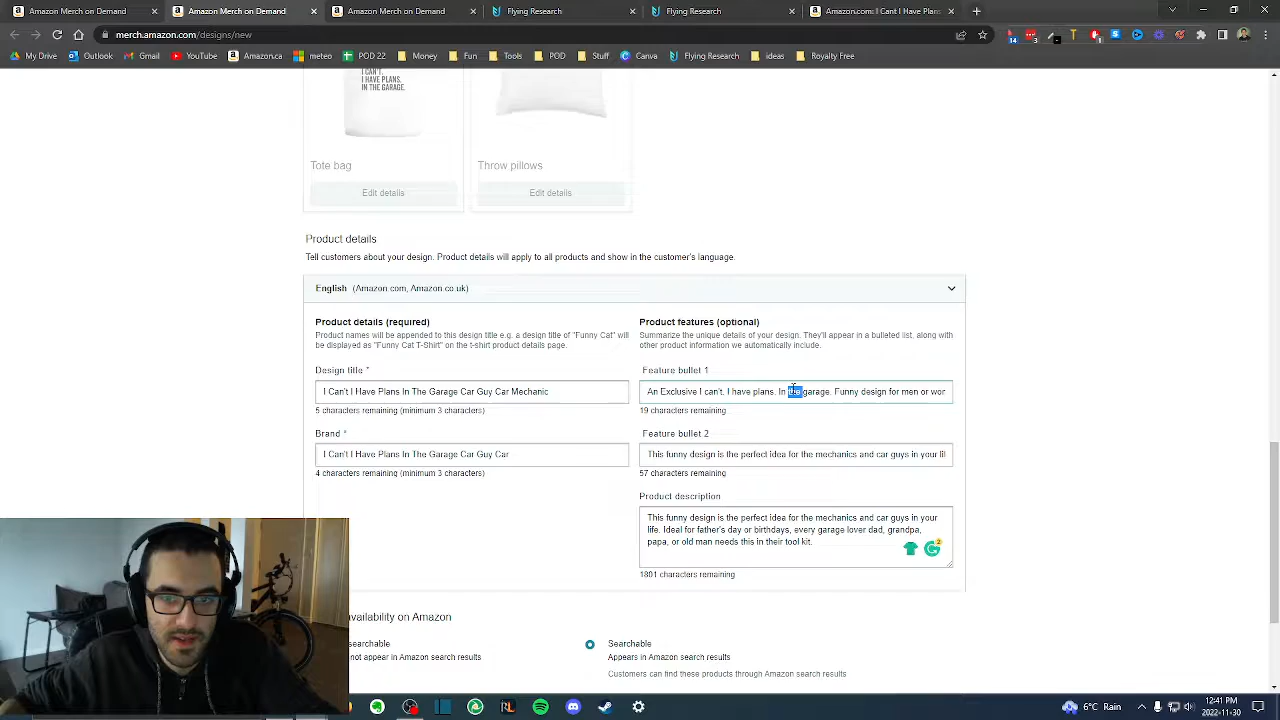 Amazon Merch on Demand
Amazon Merch on Demand
Amazon Merch on Demand
Flying Research
Flying Research
Amazon.com: I Can't I Have Plan
merch.amazon.com/designs/new
My Drive
Outlook
Gmail
YouTube
Amazon.ca
meteo
POD 22
Money
Fun
Tools
POD
Stuff
Canva
Flying Research
ideas
Royalty Free
I CAN'T.
I HAVE PLANS.
IN THE GARAGE.
Tote bag
Throw pillows
Edit details
Edit details
Product details
Tell customers about your design. Product details will apply to all products and show in the customer's language.
English (Amazon.com, Amazon.co.uk)
Product details (required)
Product names will be appended to this design title e.g. a design title of "Funny Cat" will
be displayed as "Funny Cat T-Shirt" on the t-shirt product details page.
Design title *
I Can't I Have Plans In The Garage Car Guy Car Mechanic
5 characters remaining (minimum 3 characters)
Brand *
I Can't I Have Plans In The Garage Car Guy Car
4 characters remaining (minimum 3 characters)
Product features (optional)
Summarize the unique details of your design. They'll appear in a bulleted list, along with
other product information we automatically include.
Feature bullet 1
An Exclusive I can't. I have plans. In the garage. Funny design for men or wor
19 characters remaining
Feature bullet 2
This funny design is the perfect idea for the mechanics and car guys in your lif
57 characters remaining
Product description
This funny design is the perfect idea for the mechanics and car guys in your
life. Ideal for father's day or birthdays, every garage lover dad, grandpa,
papa, or old man needs this in their tool kit.
1801 characters remaining
vailability on Amazon
searchable
not appear in Amazon search results
Searchable
Appears in Amazon search results
Customers can find these products through Amazon search results
0°C Rain
12:41 PM
2022-11-30